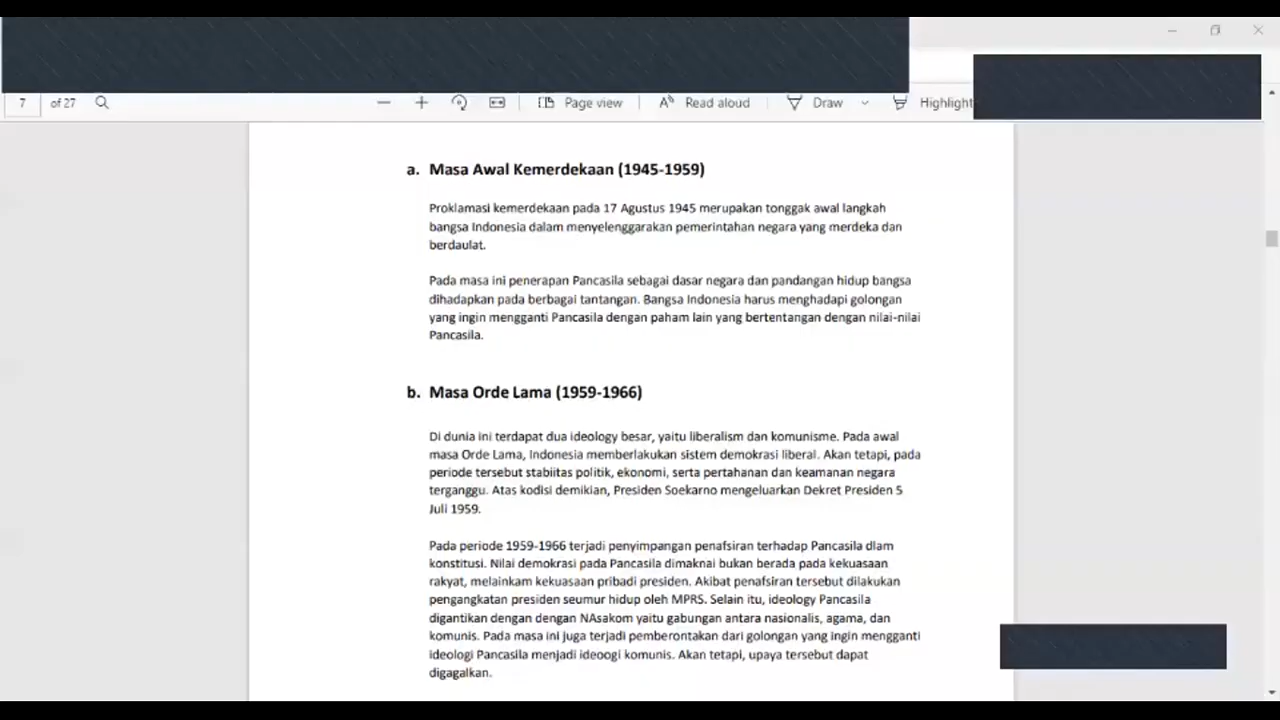 7 of 27 Page view Read aloud Draw Highlight
a. Masa Awal Kemerdekaan (1945-1959)
Proklamasi kemerdekaan pada 17 Agustus 1945 merupakan tonggak awal langkah
bangsa Indonesia dalam menyelenggarakan pemerintahan negara yang merdeka dan
berdaulat.
Pada masa ini penerapan Pancasila sebagai dasar negara dan pandangan hidup bangsa
dihadapkan pada berbagai tantangan. Bangsa Indonesia harus menghadapi golongan
yang ingin mengganti Pancasila dengan paham lain yang bertentangan dengan nilai-nilai
Pancasila.
b. Masa Orde Lama (1959-1966)
Di dunia ini terdapat dua ideology besar, yaitu liberalism dan komunisme. Pada awal
masa Orde Lama, Indonesia memberlakukan sistem demokrasi liberal. Akan tetapi, pada
periode tersebut stabiitas politik, ekonomi, serta pertahanan dan keamanan negara
terganggu. Atas kodisi demikian, Presiden Soekarno mengeluarkan Dekret Presiden 5
Juli 1959.
Pada periode 1959-1966 terjadi penyimpangan penafsiran terhadap Pancasila dlam
konstitusi. Nilai demokrasi pada Pancasila dimaknai bukan berada pada kekuasaan
rakyat, melainkam kekuasaan pribadi presiden. Akibat penafsiran tersebut dilakukan
pengangkatan presiden seumur hidup oleh MPRS. Selain itu, ideology Pancasila
digantikan dengan dengan NAsakom yaitu gabungan antara nasionalis, agama, dan
komunis. Pada masa ini juga terjadi pemberontakan dari golongan yang ingin mengganti
ideologi Pancasila menjadi ideoogi komunis. Akan tetapi, upaya tersebut dapat
digagalkan.